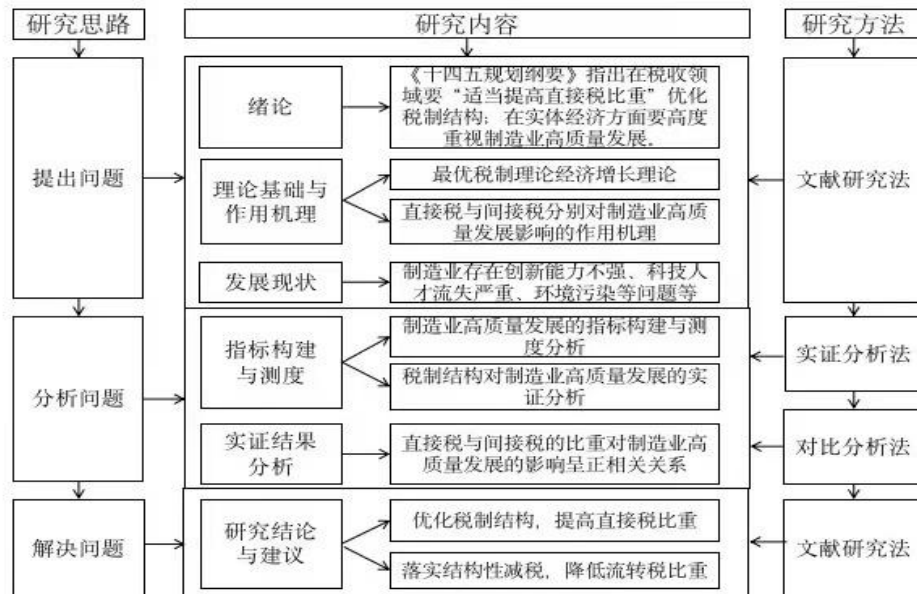 研究思路
研究内容
研究方法
提出问题
绪论
《十四五规划纲要》指出在税收领
域要“适当提高直接税比重”优化
税制结构；在实体经济方面要高度
重视制造业高质量发展.
理论基础与
作用机理
最优税制理论经济增长理论
直接税与间接税分别对制造业高质
量发展影响的作用机理
发展现状
制造业存在创新能力不强、科技人
才流失严重、环境污染等问题等
文献研究法
分析问题
指标构建
与测度
制造业高质量发展的指标构建与测
度分析
税制结构对制造业高质量发展的实
证分析
实证分析法
实证结果
分析
直接税与间接税的比重对制造业高
质量发展的影响呈正相关关系
对比分析法
解决问题
研究结论
与建议
优化税制结构，提高直接税比重
落实结构性减税，降低流转税比重
文献研究法